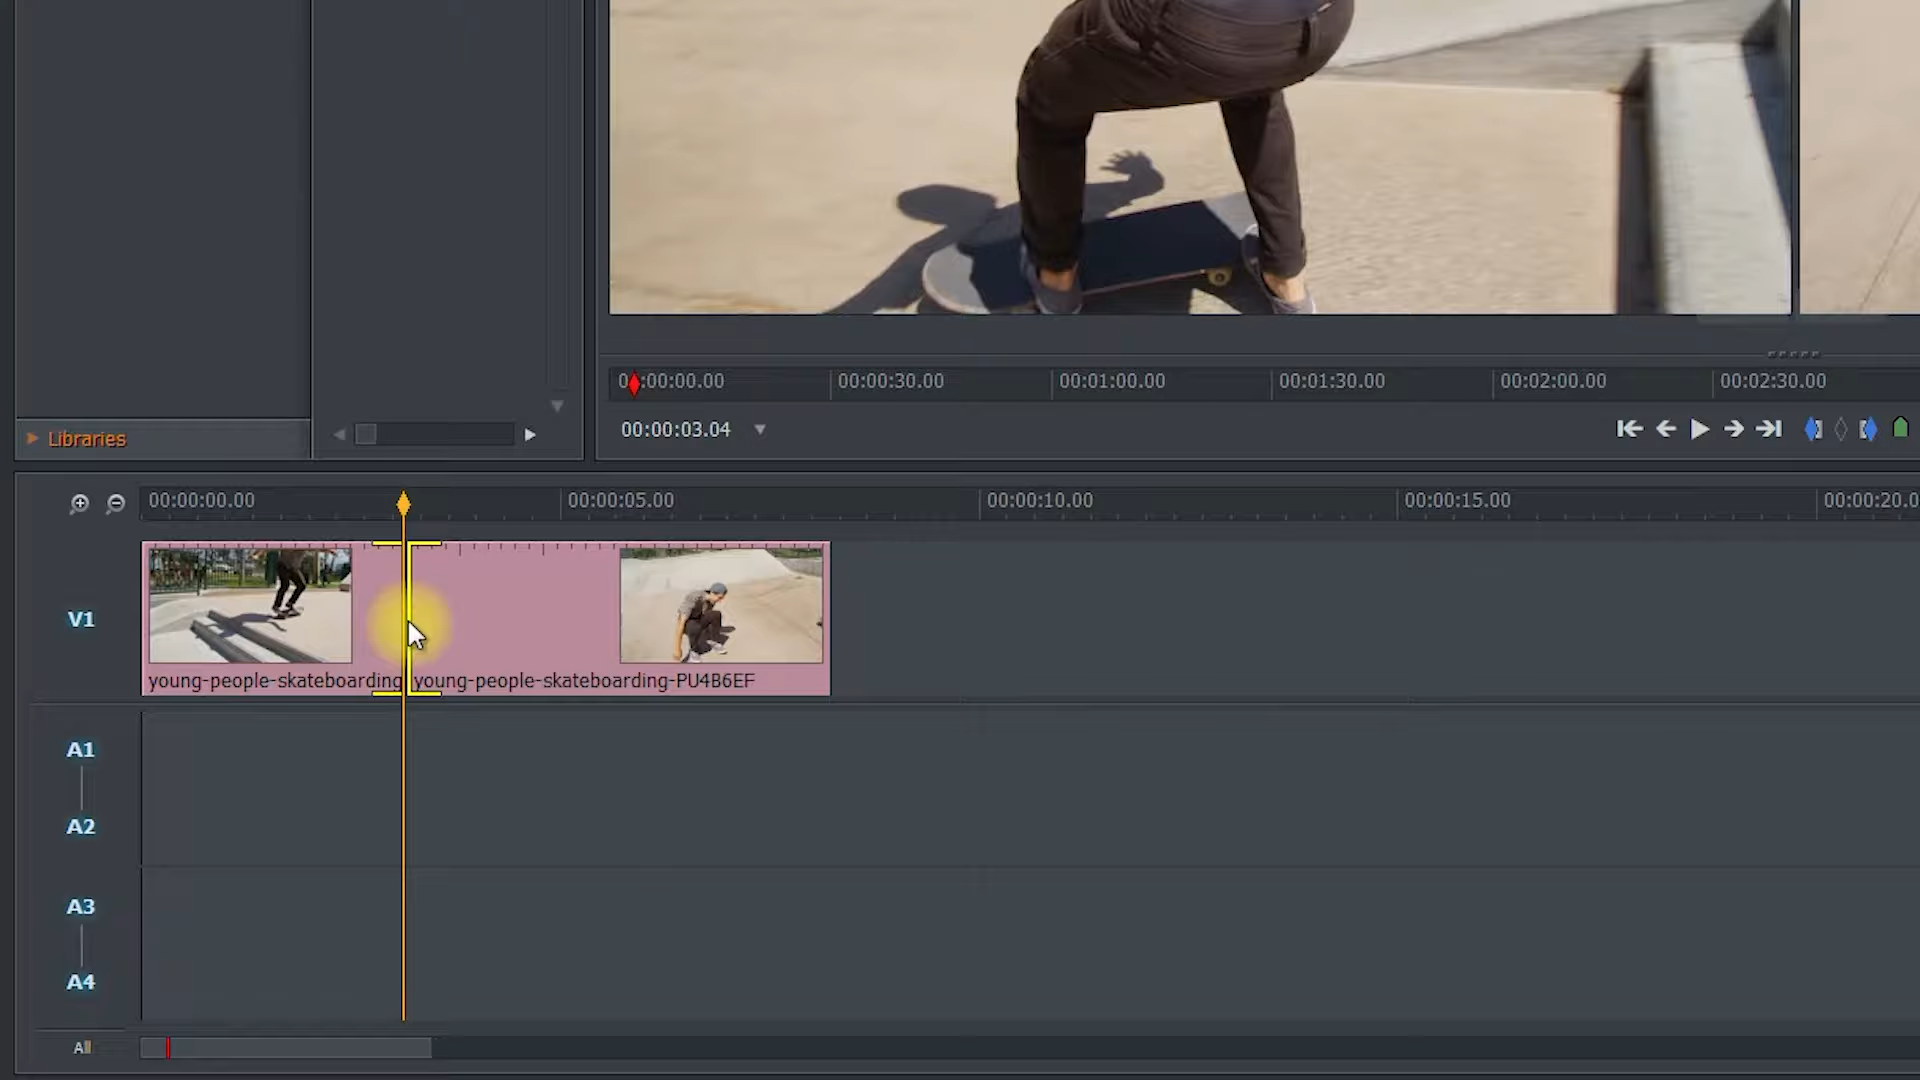 00:00:00.00 00:00:30.00 00:01:00.00 00:01:30.00 00:02:00.00 00:02:30.00
00:00:03.04
Libraries
00:00:00.00 00:00:05.00 00:00:10.00 00:00:15.00 00:00:20.0
V1
young-people-skateboarding young-people-skateboarding-PU4B6EF
A1
A2
A3
A4
All